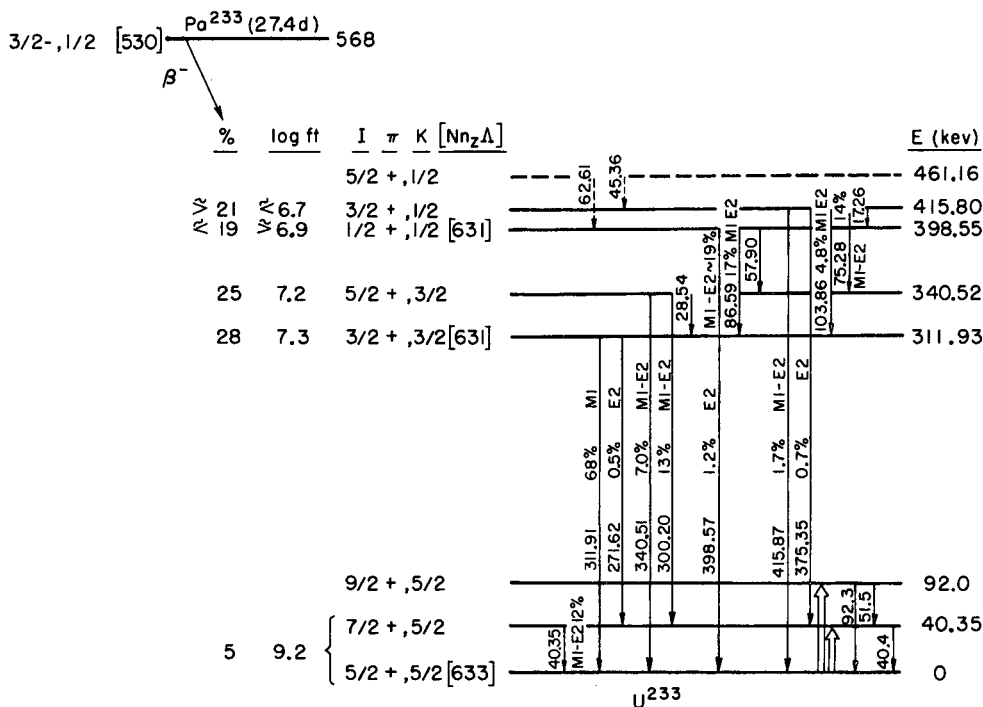 Pa²³³ (27.4d)
3/2-,1/2 [530] 568
β⁻
% log ft I π K [Nn_zΛ] E (kev)
5/2 + ,1/2 461.16
≥ 21 ≤ 6.7 3/2 + ,1/2 415.80
≤ 19 ≥ 6.9 1/2 + ,1/2 [631] 398.55
25 7.2 5/2 + ,3/2 340.52
28 7.3 3/2 + ,3/2 [631] 311.93
62.61
45.36
28.54
M1-E2 ~19%
86.59 17% M1 E2
57.90
103.86 4.8% M1 E2
75.28 14%
M1-E2
17.26
311.91 68% M1
271.62 0.5% E2
340.51 7.0% M1-E2
300.20 13% M1-E2
398.57 1.2% E2
415.87 1.7% M1-E2
375.35 0.7% E2
9/2 + ,5/2 92.0
7/2 + ,5/2 40.35
5 9.2 { 5/2 + ,5/2 [633] 0
40.35
M1-E2 12%
92.3
51.5
40.4
U²³³